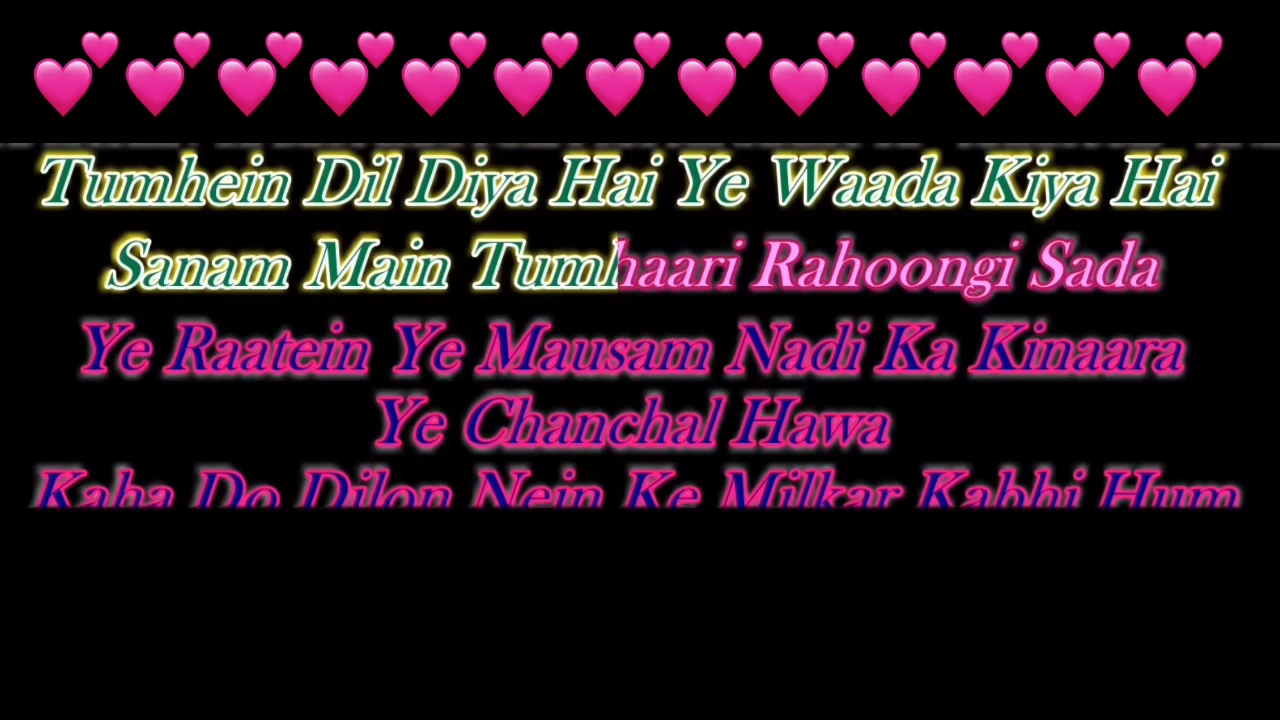 Tumhein Dil Diya Hai Ye Waada Kiya Hai
Sanam Main Tumhaari Rahoongi Sada
Ye Raatein Ye Mausam Nadi Ka Kinaara
Ye Chanchal Hawa
Kaha Do Dilon Nein Ke Milkar Kabhi Hum